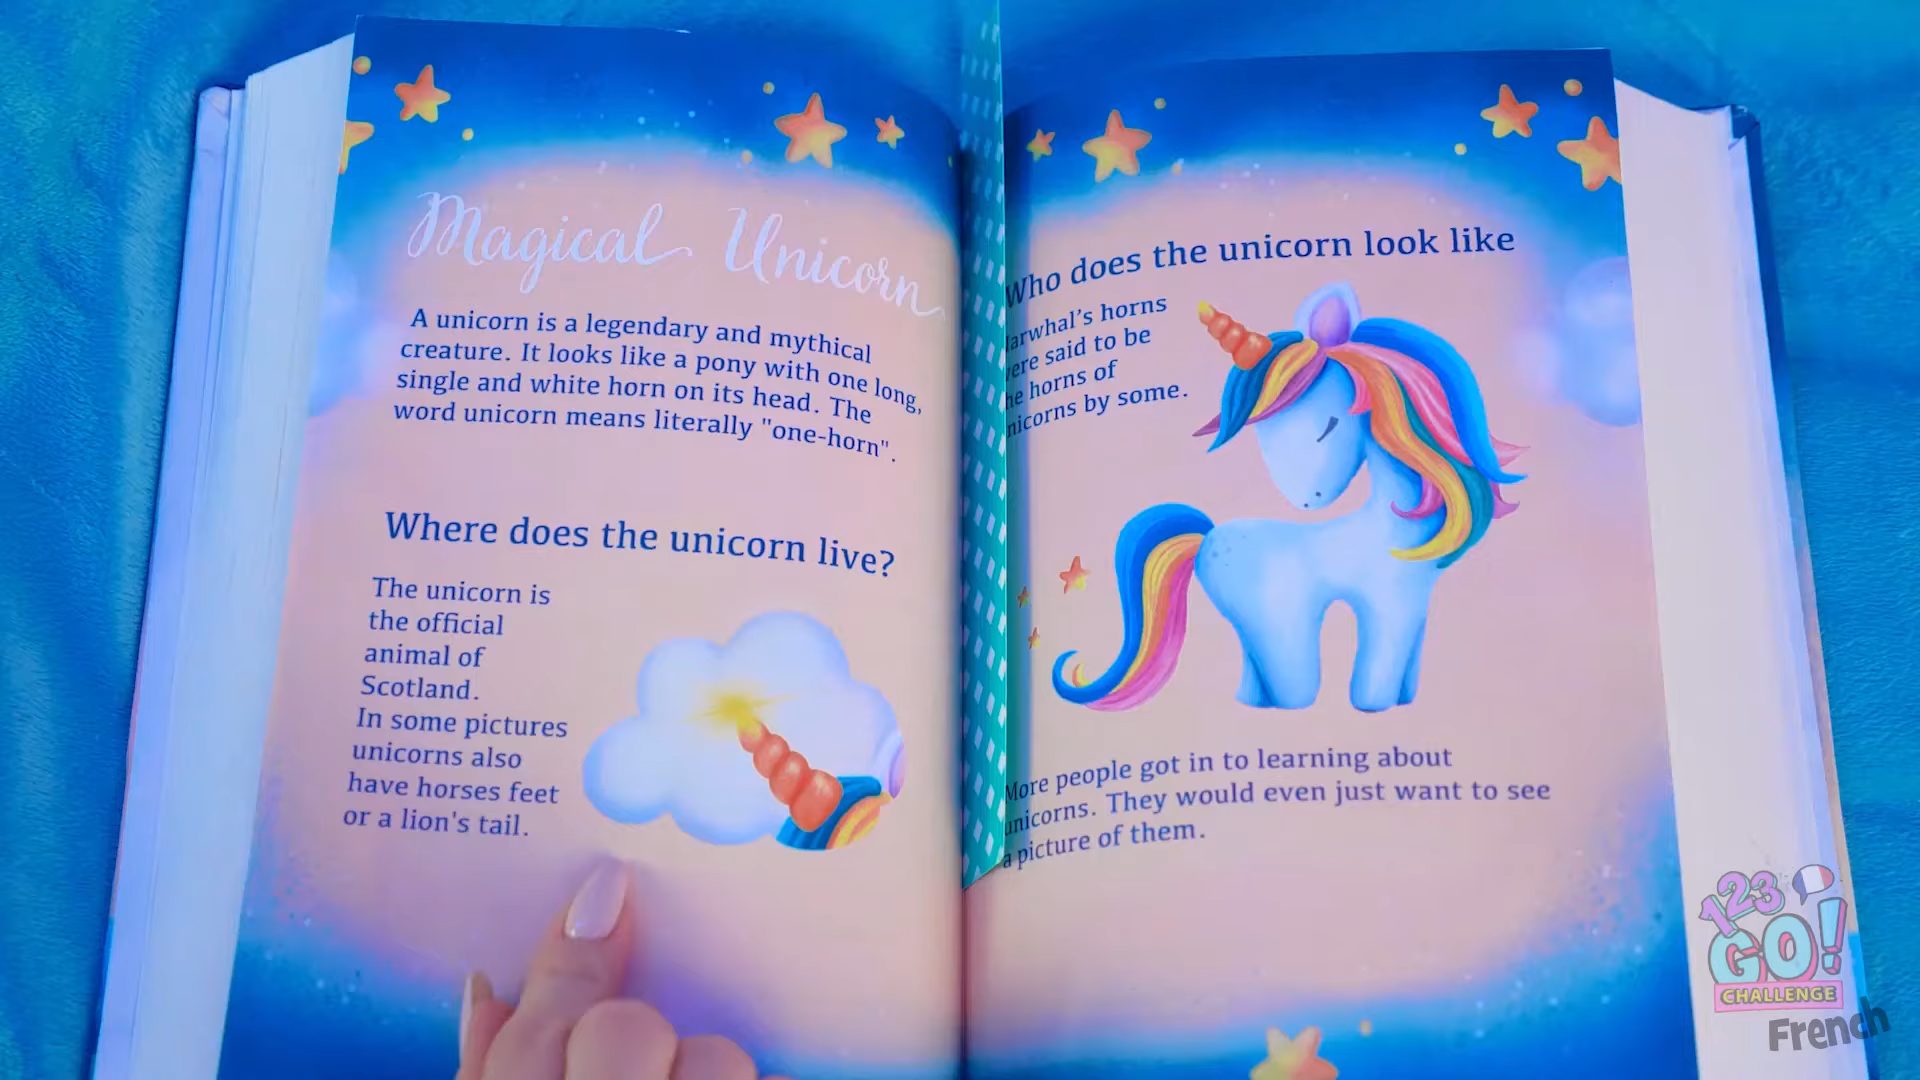 Magical Unicorn
A unicorn is a legendary and mythical
creature. It looks like a pony with one long,
single and white horn on its head. The
word unicorn means literally "one-horn".
Where does the unicorn live?
The unicorn is
the official
animal of
Scotland.
In some pictures
unicorns also
have horses feet
or a lion's tail.
Who does the unicorn look like
arwhal's horns
ere said to be
he horns of
nicorns by some.
More people got in to learning about
unicorns. They would even just want to see
a picture of them.
123
GO!
CHALLENGE
French